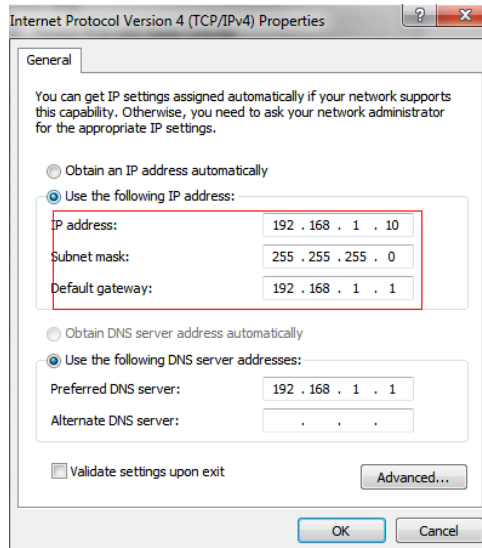 Internet Protocol Version 4 (TCP/IPv4) Properties
?
X
General
You can get IP settings assigned automatically if your network supports
this capability. Otherwise, you need to ask your network administrator
for the appropriate IP settings.
Obtain an IP address automatically
Use the following IP address:
IP address: 192 . 168 . 1 . 10
Subnet mask: 255 . 255 . 255 . 0
Default gateway: 192 . 168 . 1 . 1
Obtain DNS server address automatically
Use the following DNS server addresses:
Preferred DNS server: 192 . 168 . 1 . 1
Alternate DNS server: . . .
Validate settings upon exit
Advanced...
OK Cancel